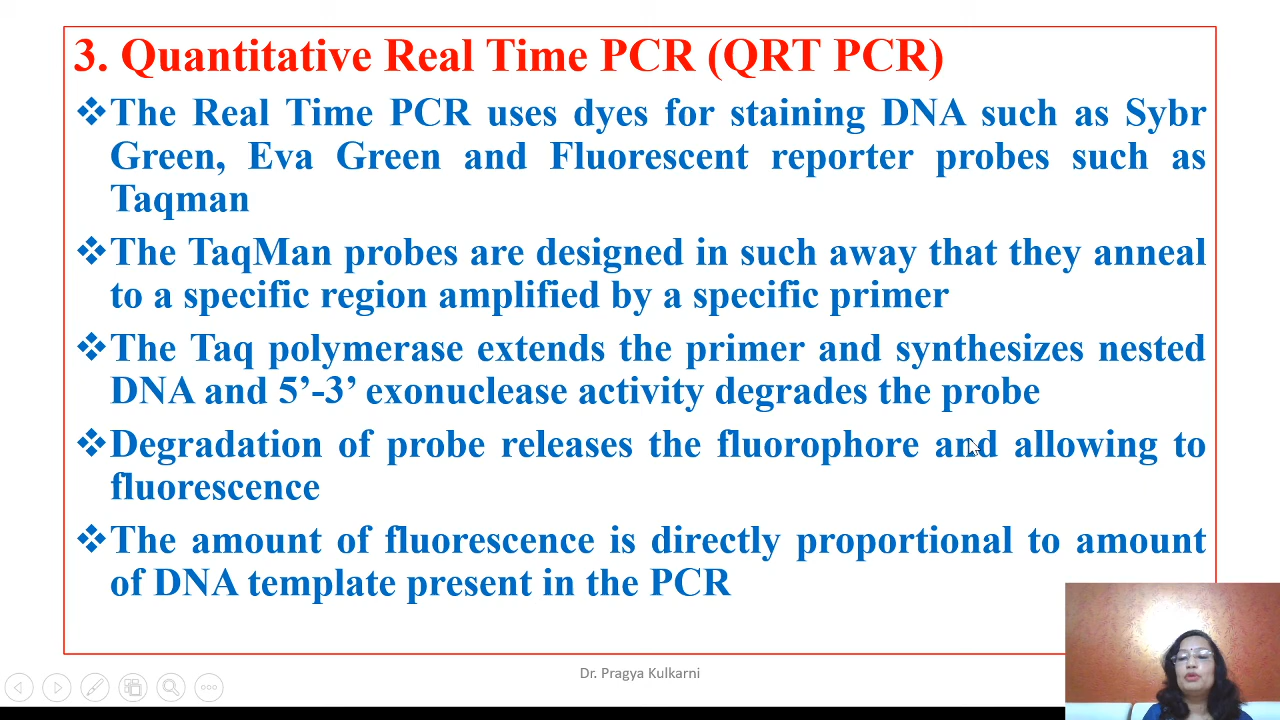 3. Quantitative Real Time PCR (QRT PCR)
❖The Real Time PCR uses dyes for staining DNA such as Sybr
Green, Eva Green and Fluorescent reporter probes such as
Taqman
❖The TaqMan probes are designed in such away that they anneal
to a specific region amplified by a specific primer
❖The Taq polymerase extends the primer and synthesizes nested
DNA and 5’-3’ exonuclease activity degrades the probe
❖Degradation of probe releases the fluorophore and allowing to
fluorescence
❖The amount of fluorescence is directly proportional to amount
of DNA template present in the PCR
Dr. Pragya Kulkarni